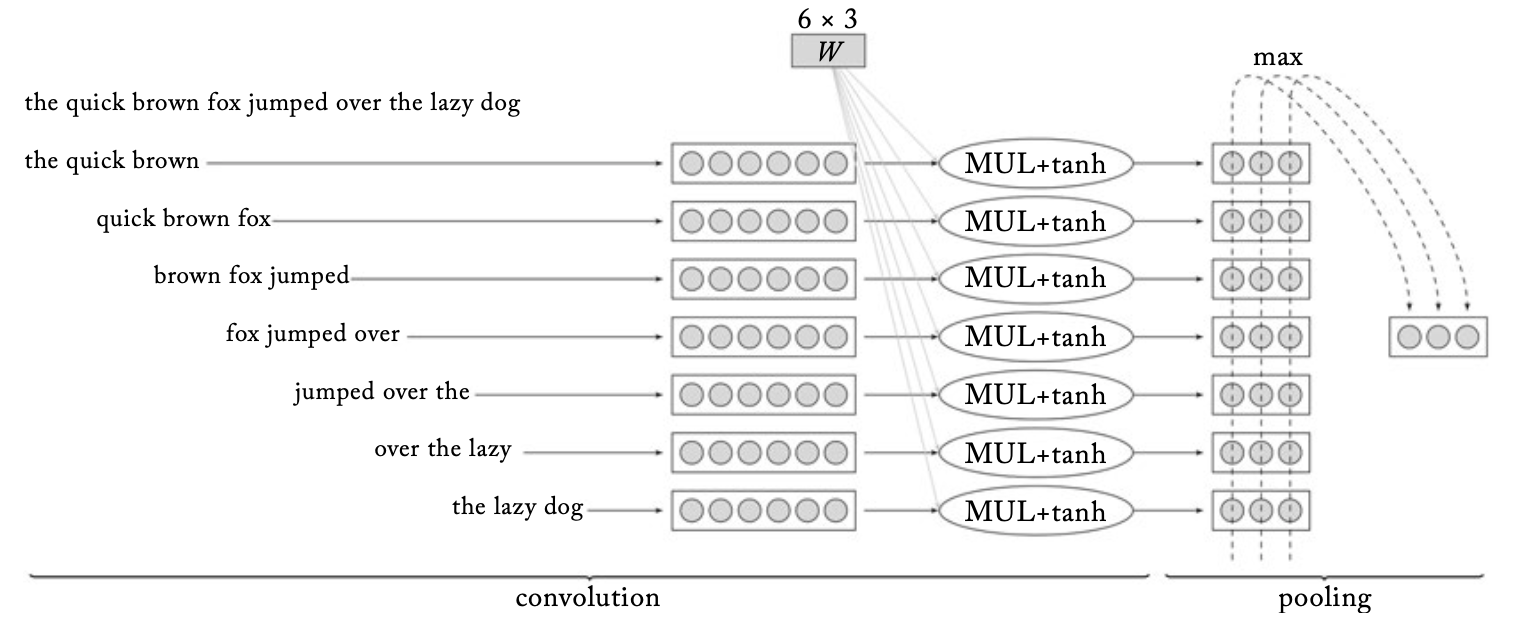 6 × 3
W
max
the quick brown fox jumped over the lazy dog
the quick brown
MUL+tanh
quick brown fox
MUL+tanh
brown fox jumped
MUL+tanh
fox jumped over
MUL+tanh
jumped over the
MUL+tanh
over the lazy
MUL+tanh
the lazy dog
MUL+tanh
convolution
pooling